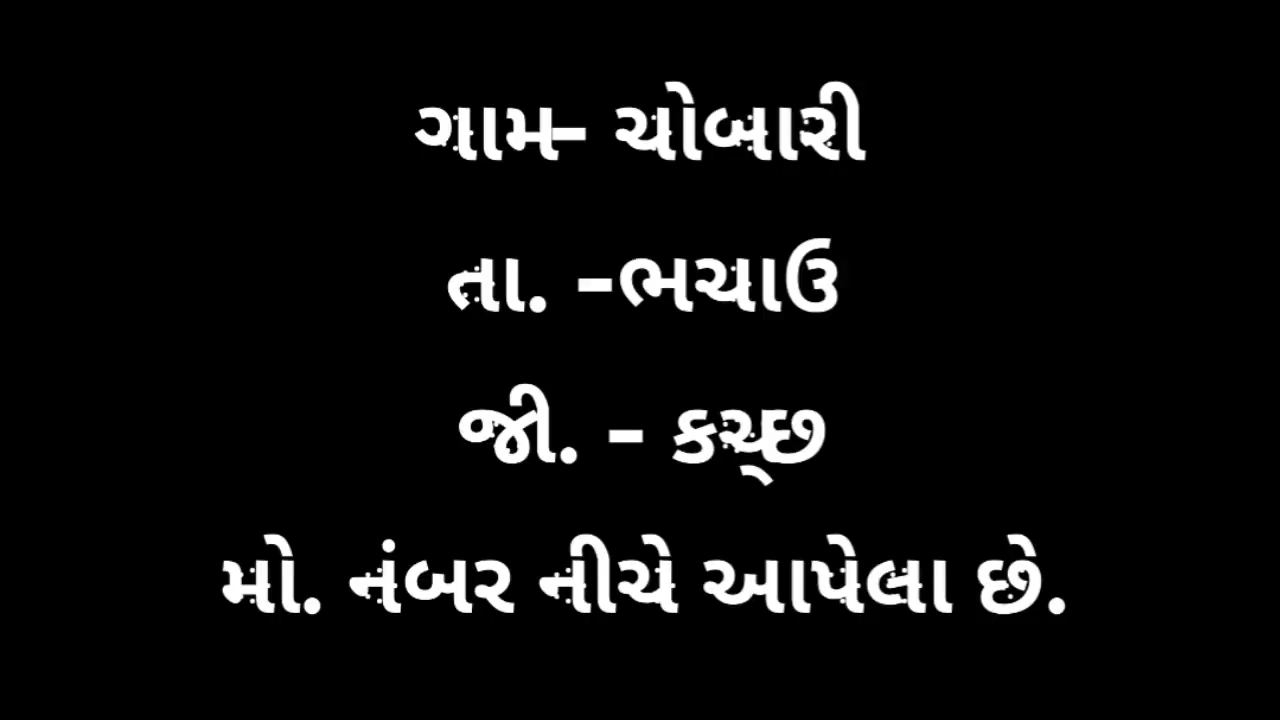 ગામ- ચોબારી
તા. -ભચાઉ
જી. - કચ્છ
મો. નંબર નીચે આપેલા છે.